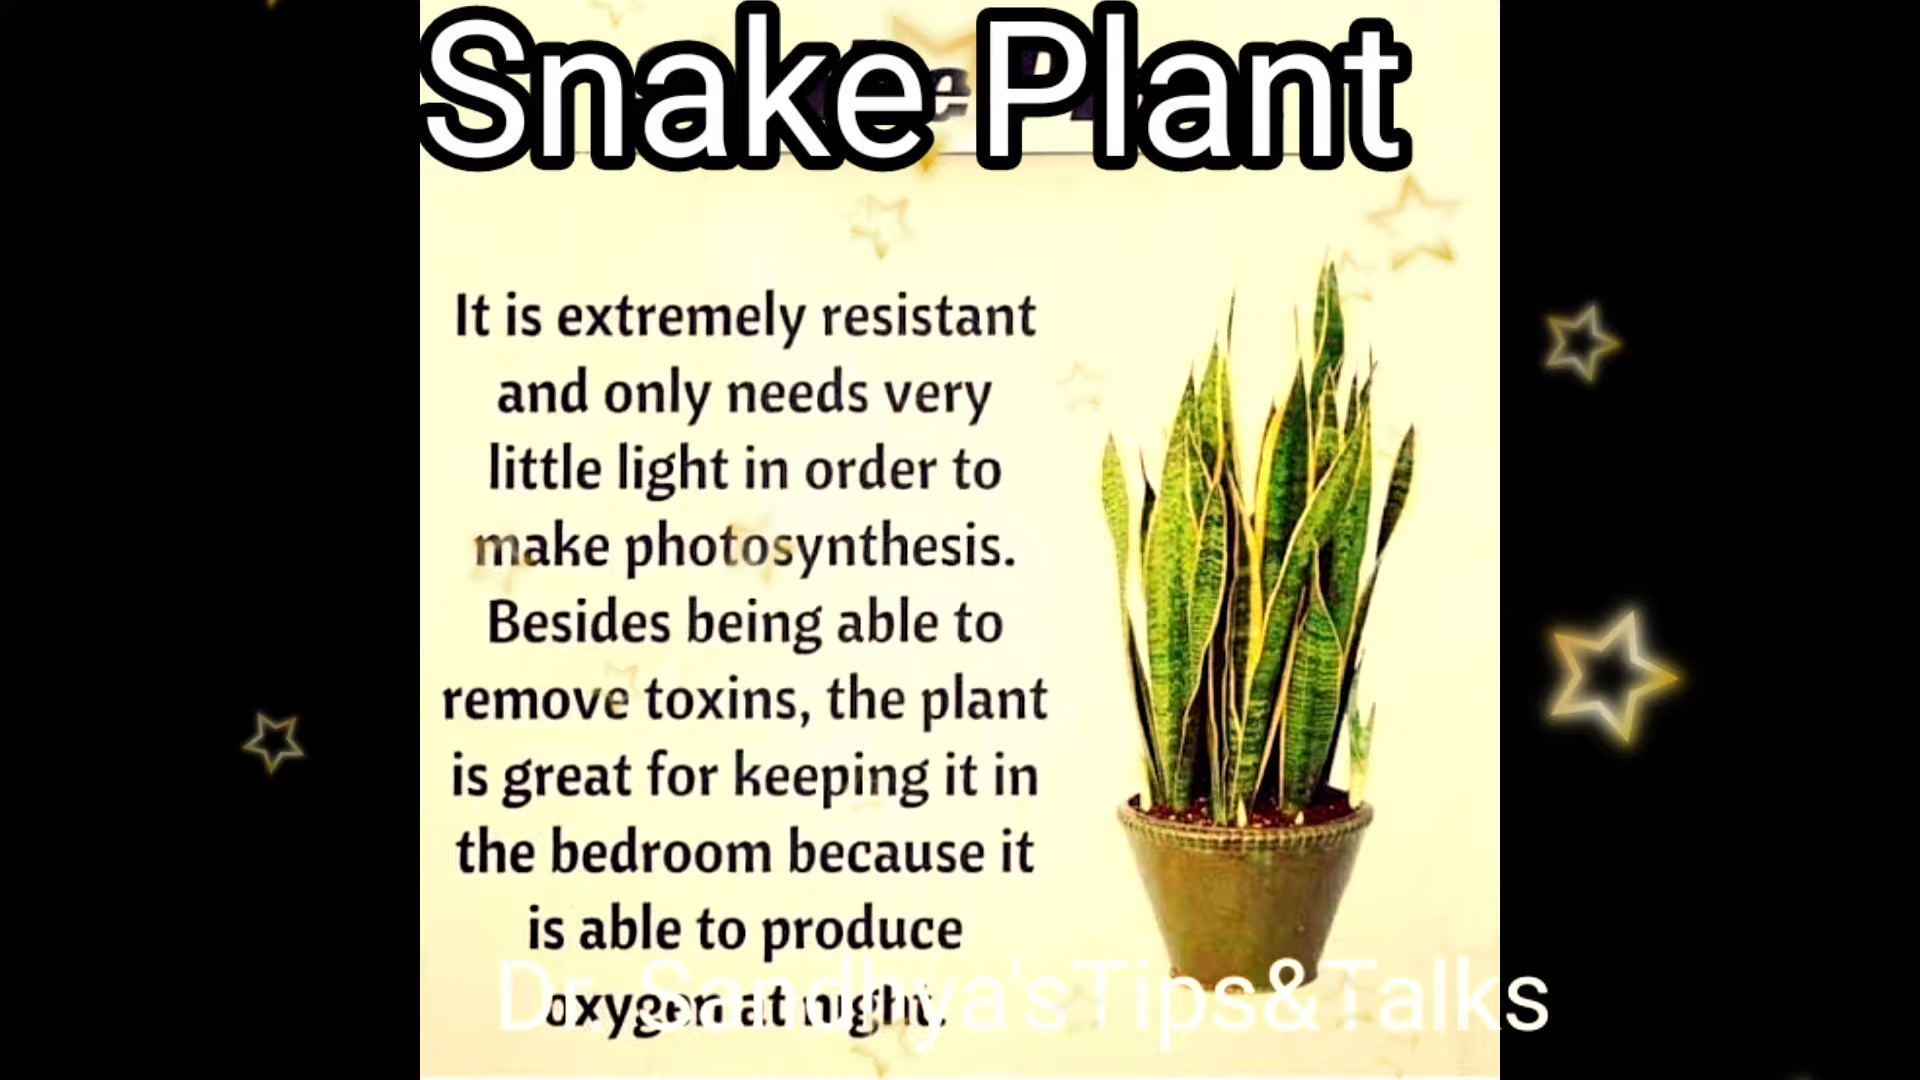 Snake Plant
It is extremely resistant
and only needs very
little light in order to
make photosynthesis.
Besides being able to
remove toxins, the plant
is great for keeping it in
the bedroom because it
is able to produce
oxygen at night.
Dr. Sandhya'sTips&Talks